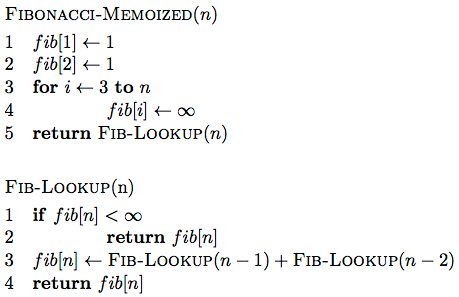 FIBONACCI-MEMOIZED(n)
1 fib[1] ← 1
2 fib[2] ← 1
3 for i ← 3 to n
4 fib[i] ← ∞
5 return FIB-LOOKUP(n)
FIB-LOOKUP(n)
1 if fib[n] < ∞
2 return fib[n]
3 fib[n] ← FIB-LOOKUP(n − 1) + FIB-LOOKUP(n − 2)
4 return fib[n]